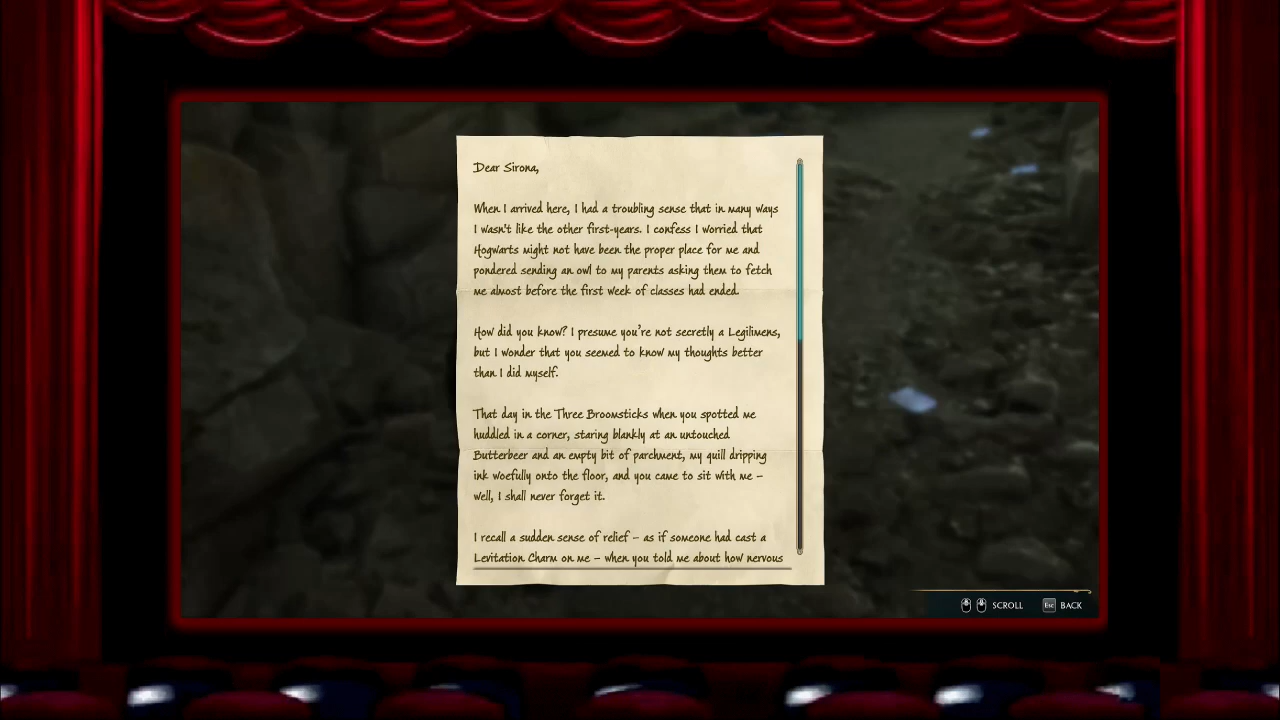 Dear Sirona,
When I arrived here, I had a troubling sense that in many ways
I wasn't like the other first-years. I confess I worried that
Hogwarts might not have been the proper place for me and
pondered sending an owl to my parents asking them to fetch
me almost before the first week of classes had ended.
How did you know? I presume you're not secretly a Legilimens,
but I wonder that you seemed to know my thoughts better
than I did myself.
That day in the Three Broomsticks when you spotted me
huddled in a corner, staring blankly at an untouched
Butterbeer and an empty bit of parchment, my quill dripping
ink woefully onto the floor, and you came to sit with me –
well, I shall never forget it.
I recall a sudden sense of relief – as if someone had cast a
Levitation Charm on me – when you told me about how nervous
SCROLL Esc BACK